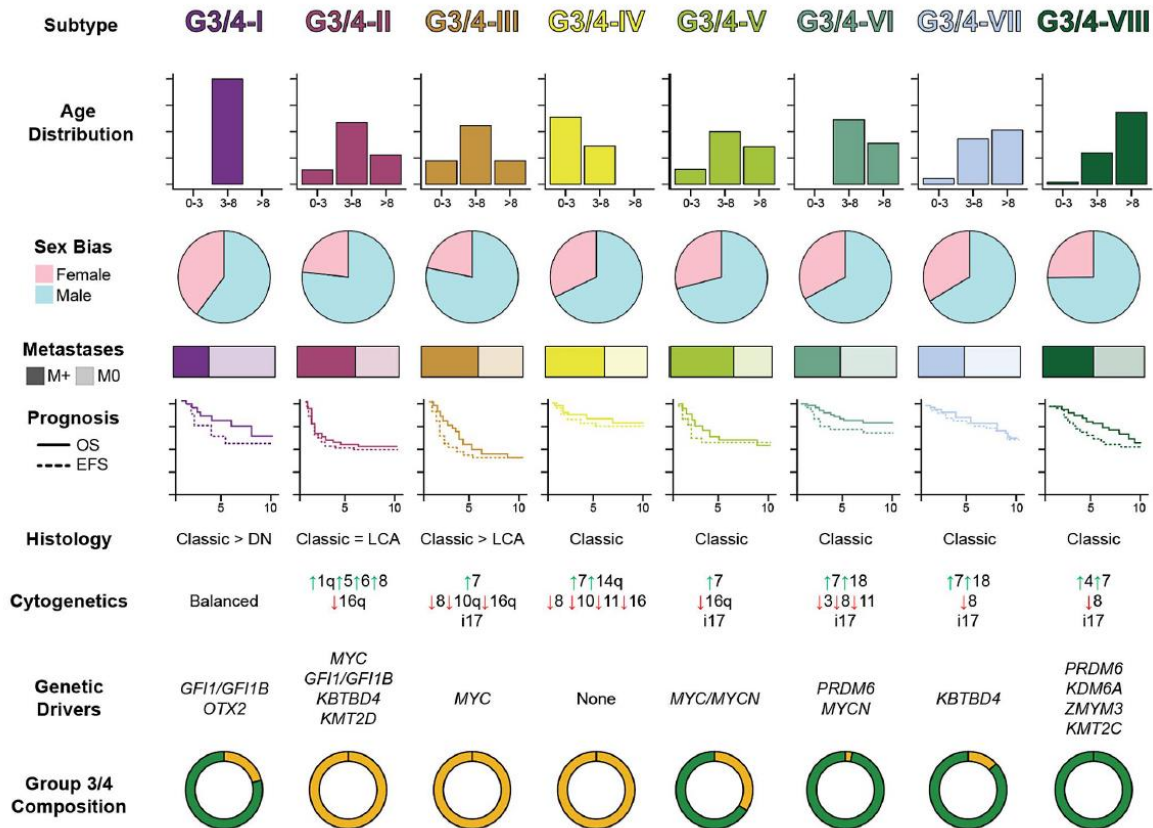 Subtype G3/4-I G3/4-II G3/4-III G3/4-IV G3/4-V G3/4-VI G3/4-VII G3/4-VIII
Age
Distribution
0-3 3-8 >8 0-3 3-8 >8 0-3 3-8 >8 0-3 3-8 >8 0-3 3-8 >8 0-3 3-8 >8 0-3 3-8 >8 0-3 3-8 >8
Sex Bias
Female
Male
Metastases
M+ M0
Prognosis
OS
EFS
5 10 5 10 5 10 5 10 5 10 5 10 5 10 5 10
Histology Classic > DN Classic = LCA Classic > LCA Classic Classic Classic Classic Classic
Cytogenetics
Balanced
↑1q↑5↑6↑8
↓16q
↑7
↓8↓10q↓16q
i17
↑7↑14q
↓8 ↓10↓11↓16
↑7
↓16q
i17
↑7↑18
↓3↓8↓11
i17
↑7↑18
↓8
i17
↑4↑7
↓8
i17
Genetic
Drivers
GFI1/GFI1B
OTX2
MYC
GFI1/GFI1B
KBTBD4
KMT2D
MYC
None
MYC/MYCN
PRDM6
MYCN
KBTBD4
PRDM6
KDM6A
ZMYM3
KMT2C
Group 3/4
Composition